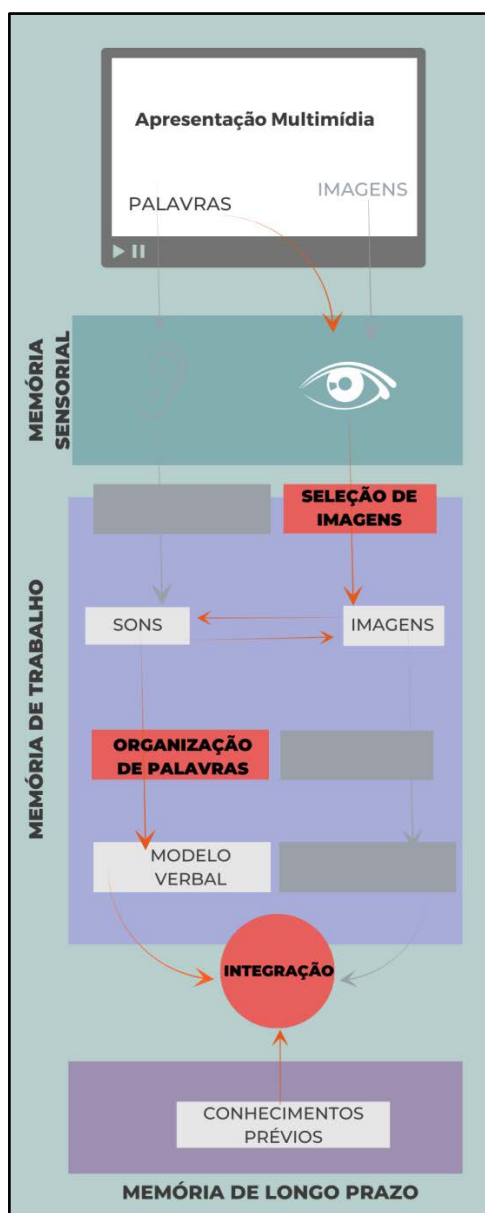 Apresentação Multimídia
PALAVRAS
IMAGENS
MEMÓRIA
SENSORIAL
SELEÇÃO DE
IMAGENS
SONS
IMAGENS
MEMÓRIA DE TRABALHO
ORGANIZAÇÃO
DE PALAVRAS
MODELO
VERBAL
INTEGRAÇÃO
CONHECIMENTOS
PRÉVIOS
MEMÓRIA DE LONGO PRAZO